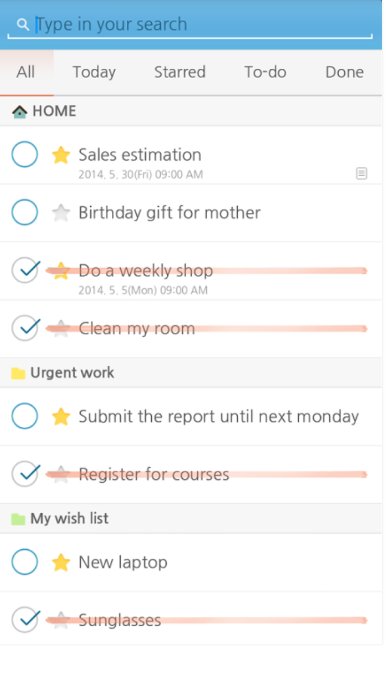 Type in your search
All Today Starred To-do Done
HOME
Sales estimation
2014. 5. 30(Fri) 09:00 AM
Birthday gift for mother
Do a weekly shop
2014. 5. 5(Mon) 09:00 AM
Clean my room
Urgent work
Submit the report until next monday
Register for courses
My wish list
New laptop
Sunglasses